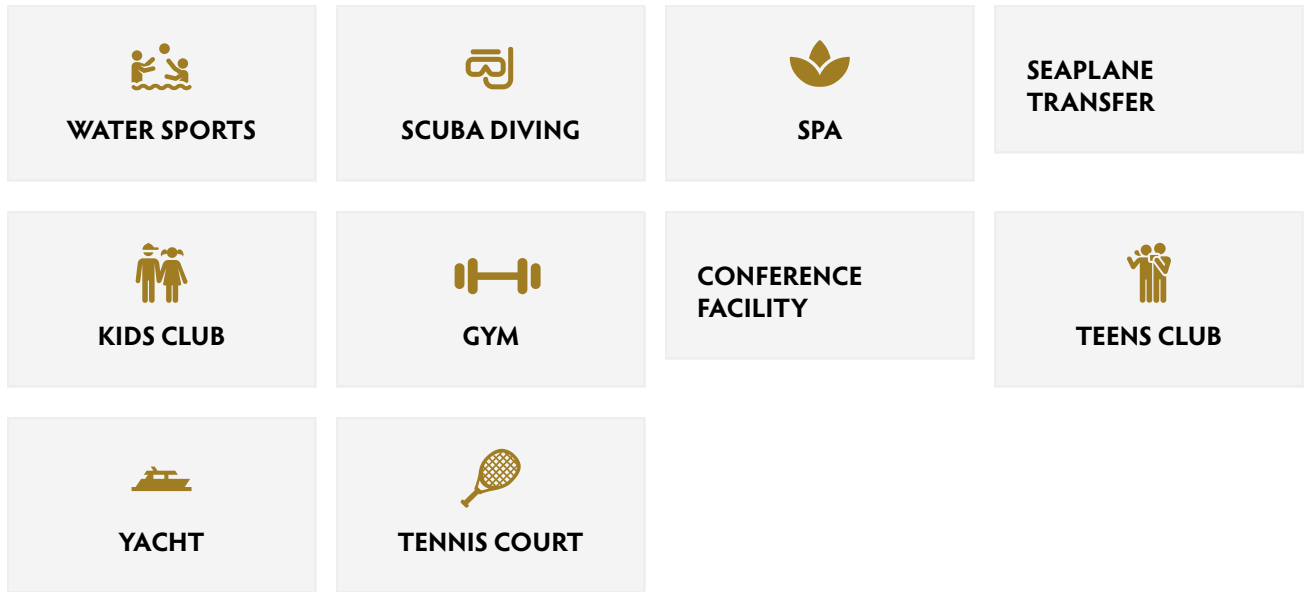 WATER SPORTS
SCUBA DIVING
SPA
SEAPLANE
TRANSFER
KIDS CLUB
GYM
CONFERENCE
FACILITY
TEENS CLUB
YACHT
TENNIS COURT